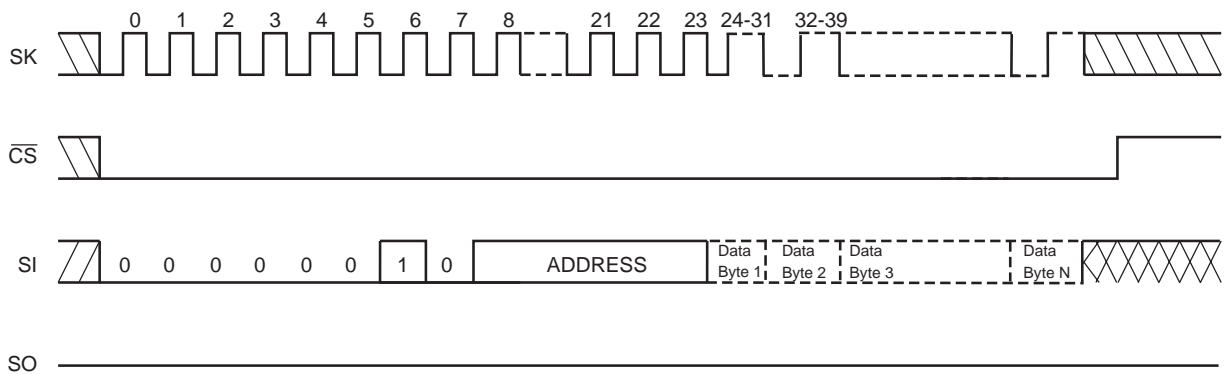 0 1 2 3 4 5 6 7 8 21 22 23 24-31 32-39
SK
C̅S̅
SI 0 0 0 0 0 0 1 0 ADDRESS Data Byte 1 Data Byte 2 Data Byte 3 Data Byte N
SO